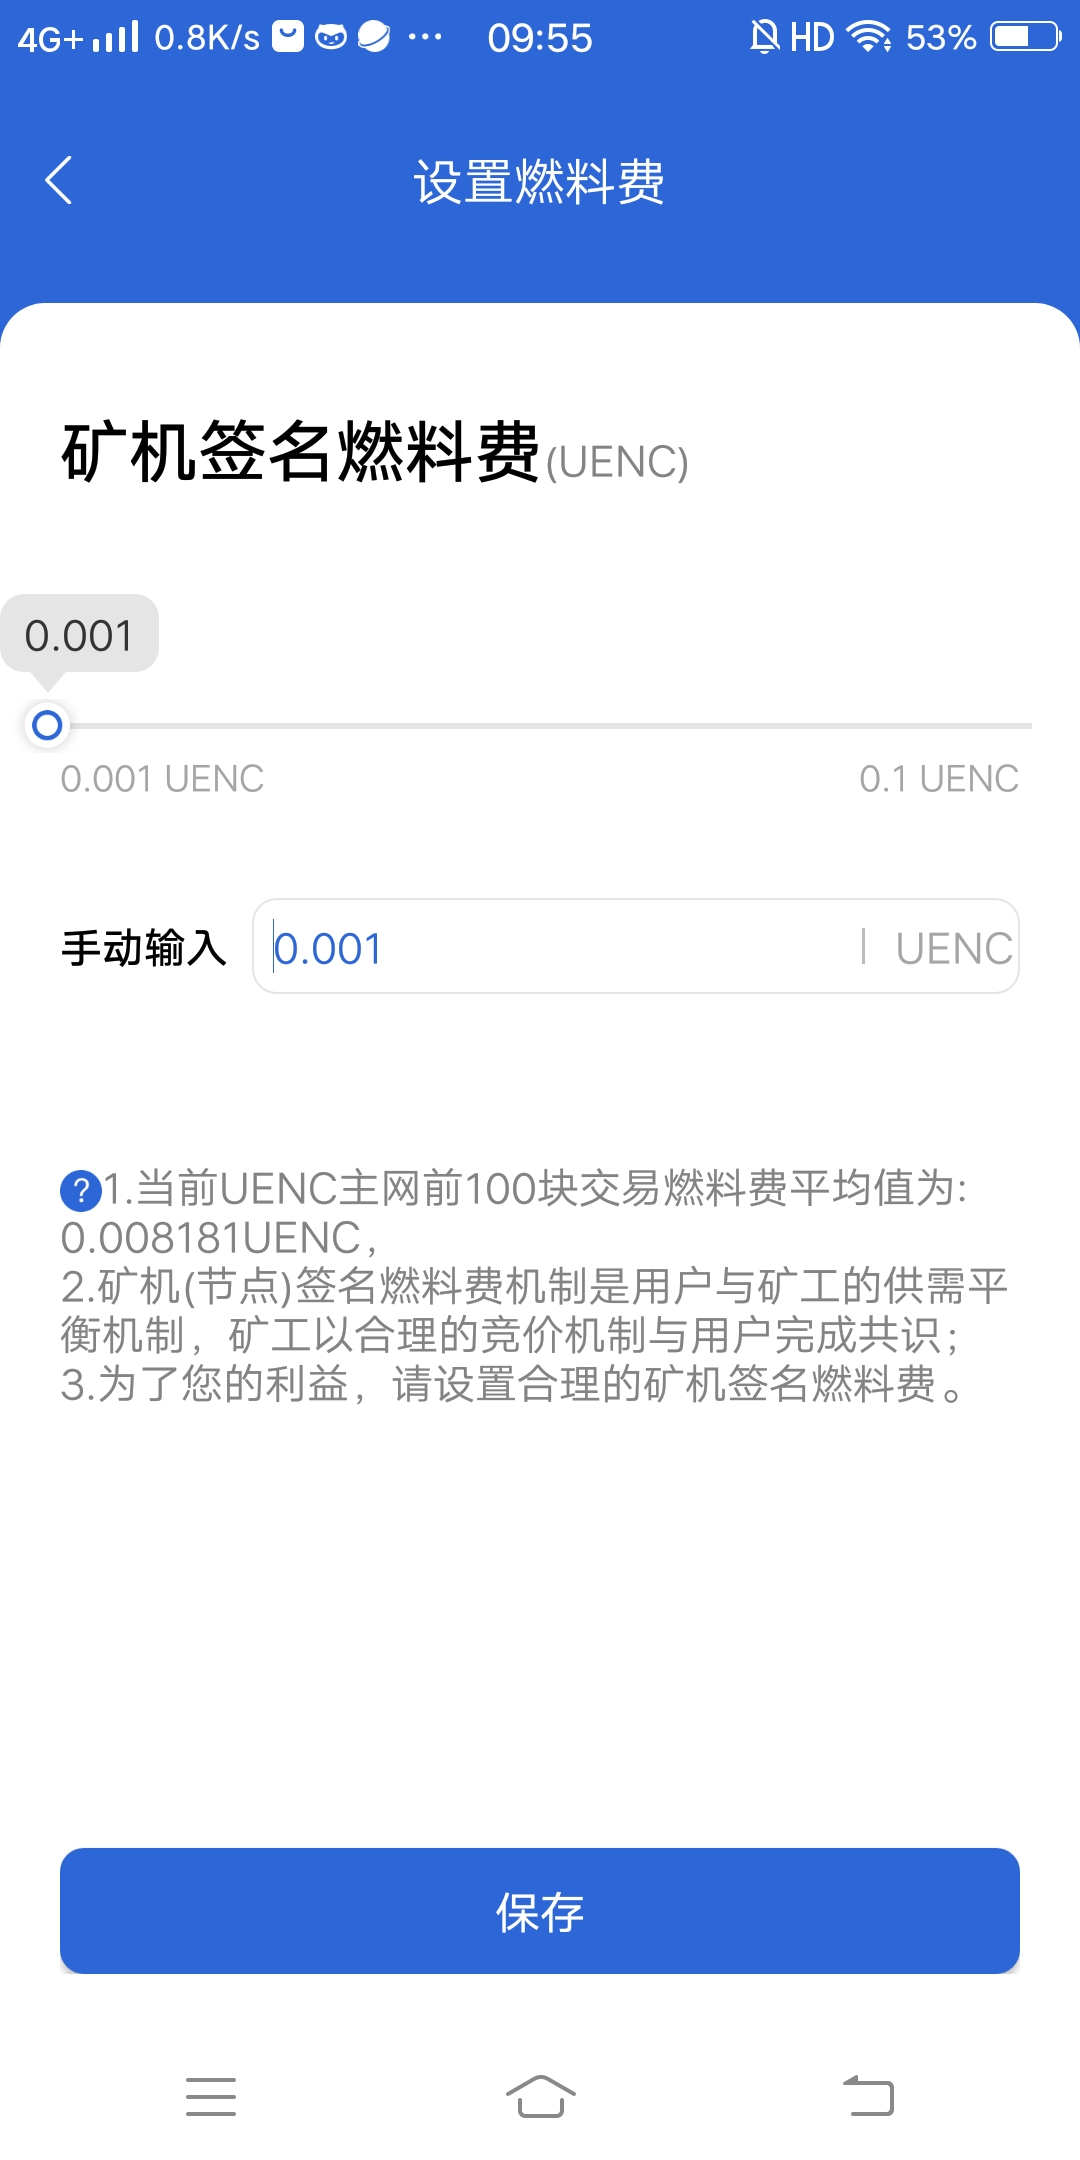 4G+ 0.8K/s 09:55 HD 53%
设置燃料费
矿机签名燃料费(UENC)
0.001
0.001 UENC 0.1 UENC
手动输入 0.001 | UENC
?1.当前UENC主网前100块交易燃料费平均值为:
0.008181UENC，
2.矿机(节点)签名燃料费机制是用户与矿工的供需平
衡机制，矿工以合理的竞价机制与用户完成共识；
3.为了您的利益，请设置合理的矿机签名燃料费。
保存